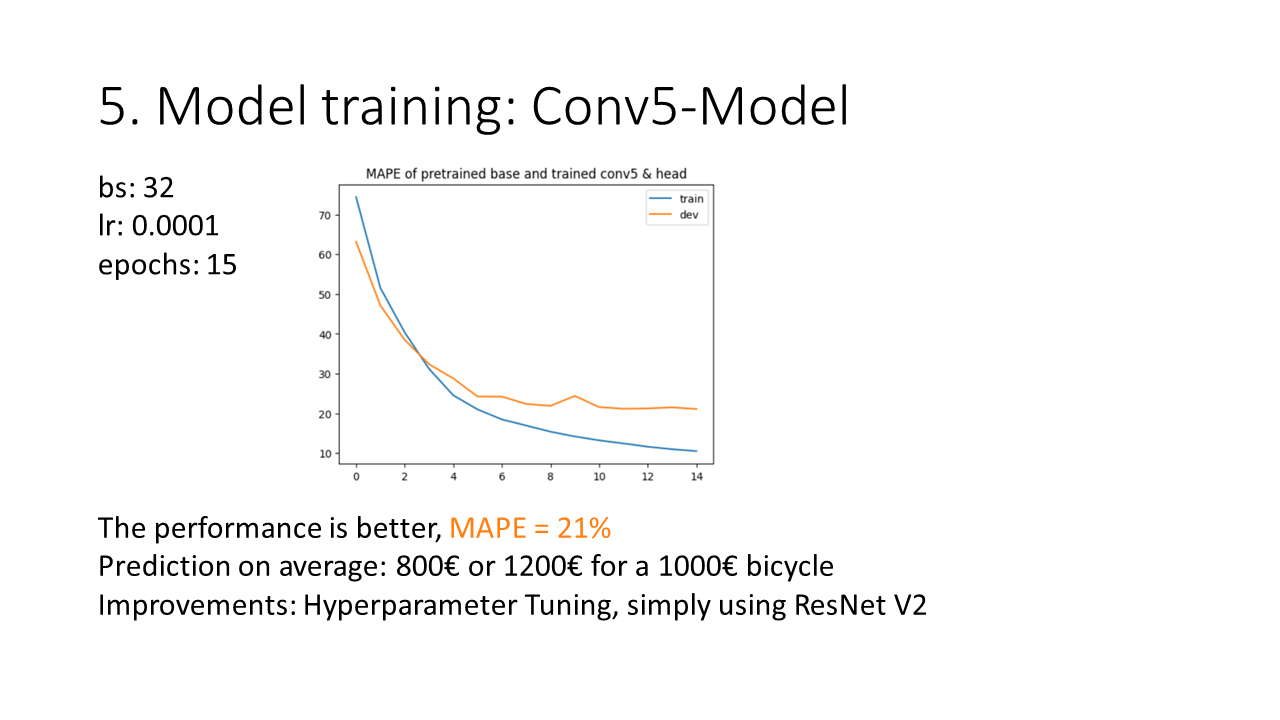 5. Model training: Conv5-Model
bs: 32
lr: 0.0001
epochs: 15
MAPE of pretrained base and trained conv5 & head
train
dev
70
60
50
40
30
20
10
0 2 4 6 8 10 12 14
The performance is better, MAPE = 21%
Prediction on average: 800€ or 1200€ for a 1000€ bicycle
Improvements: Hyperparameter Tuning, simply using ResNet V2